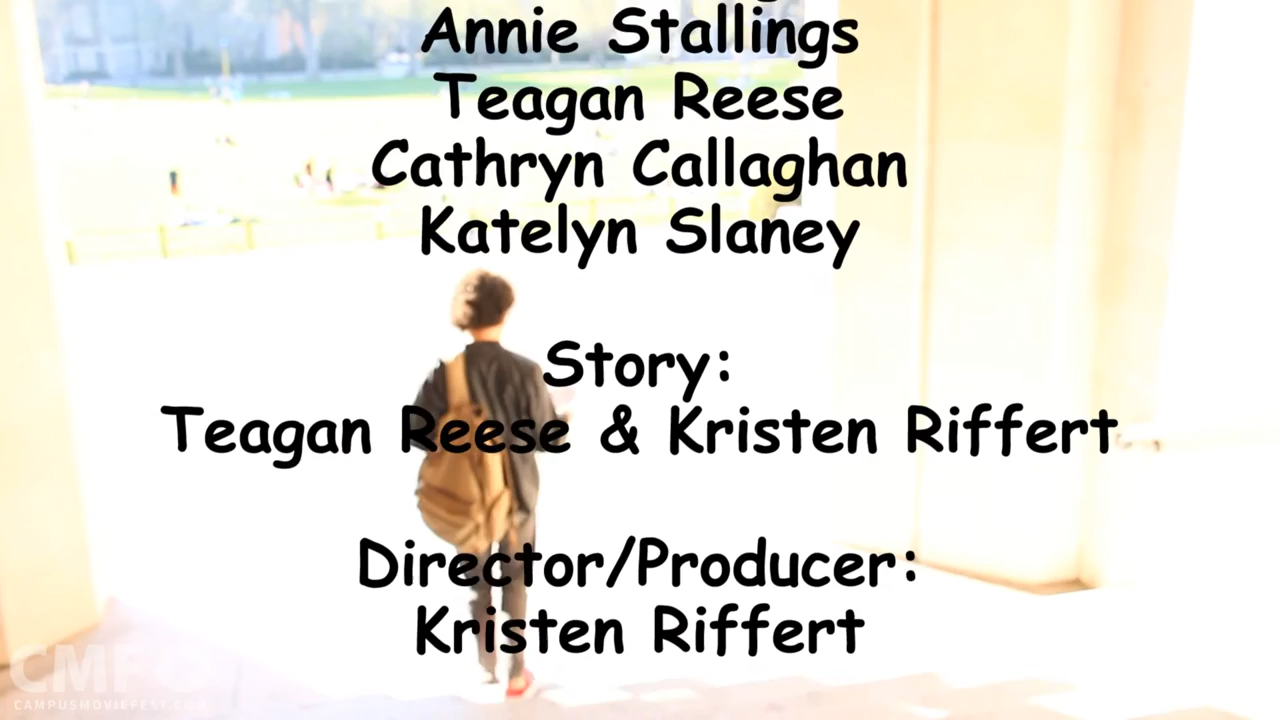 Annie Stallings
Teagan Reese
Cathryn Callaghan
Katelyn Slaney
Story:
Teagan Reese & Kristen Riffert
Director/Producer:
Kristen Riffert
CMF
CAMPUSMOVIEFEST.COM